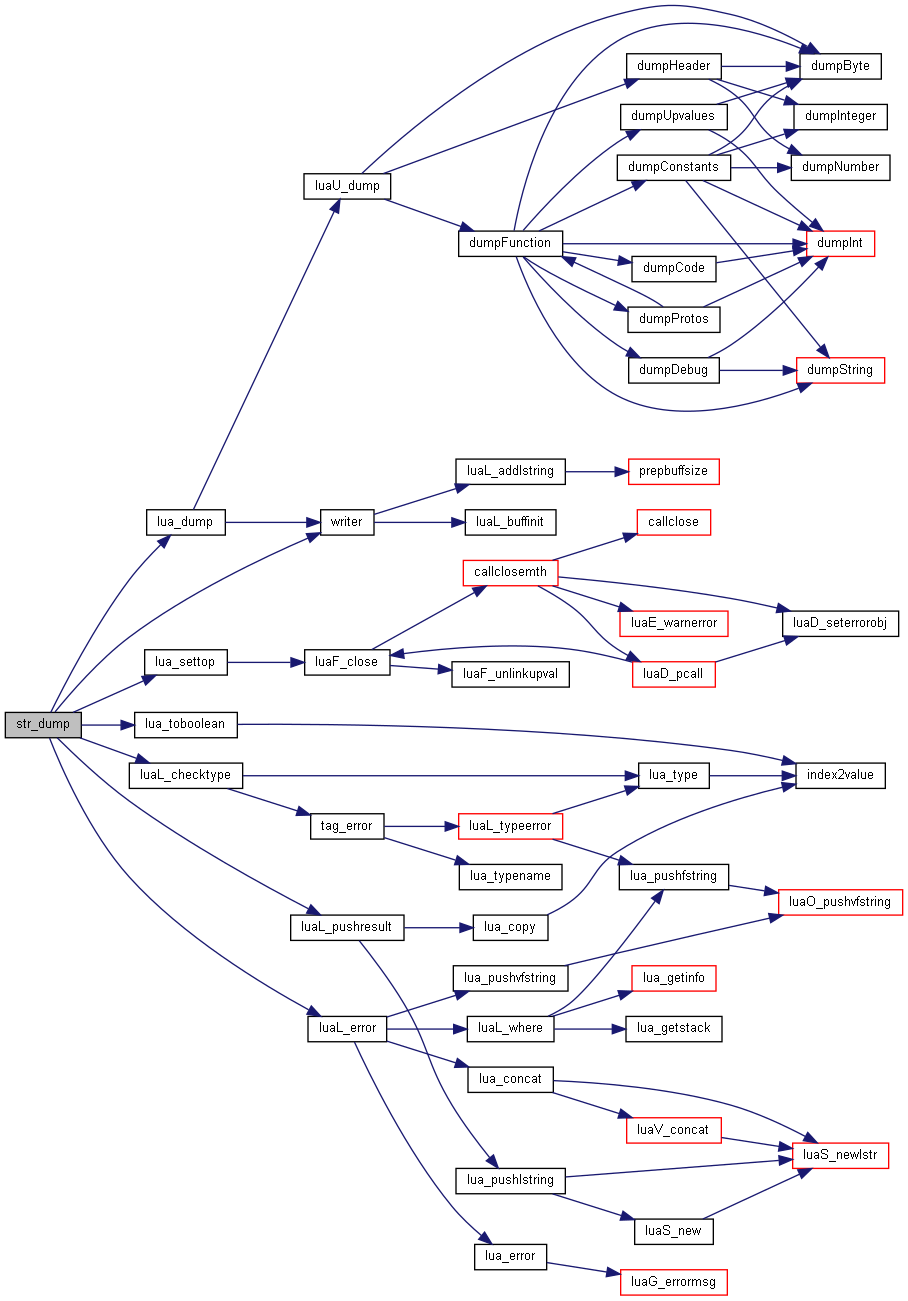 dumpHeader
dumpByte
dumpUpvalues
dumpInteger
dumpConstants
dumpNumber
luaU_dump
dumpFunction
dumpInt
dumpCode
dumpProtos
dumpDebug
dumpString
luaL_addlstring
prepbuffsize
lua_dump
writer
luaL_buffinit
callclose
callclosemth
luaE_warnerror
luaD_seterrorobj
lua_settop
luaF_close
luaF_unlinkupval
luaD_pcall
str_dump
lua_toboolean
luaL_checktype
lua_type
index2value
tag_error
luaL_typeerror
lua_typename
lua_pushfstring
luaO_pushvfstring
luaL_pushresult
lua_copy
lua_pushvfstring
lua_getinfo
luaL_error
luaL_where
lua_getstack
lua_concat
luaV_concat
luaS_newlstr
lua_pushlstring
luaS_new
lua_error
luaG_errormsg